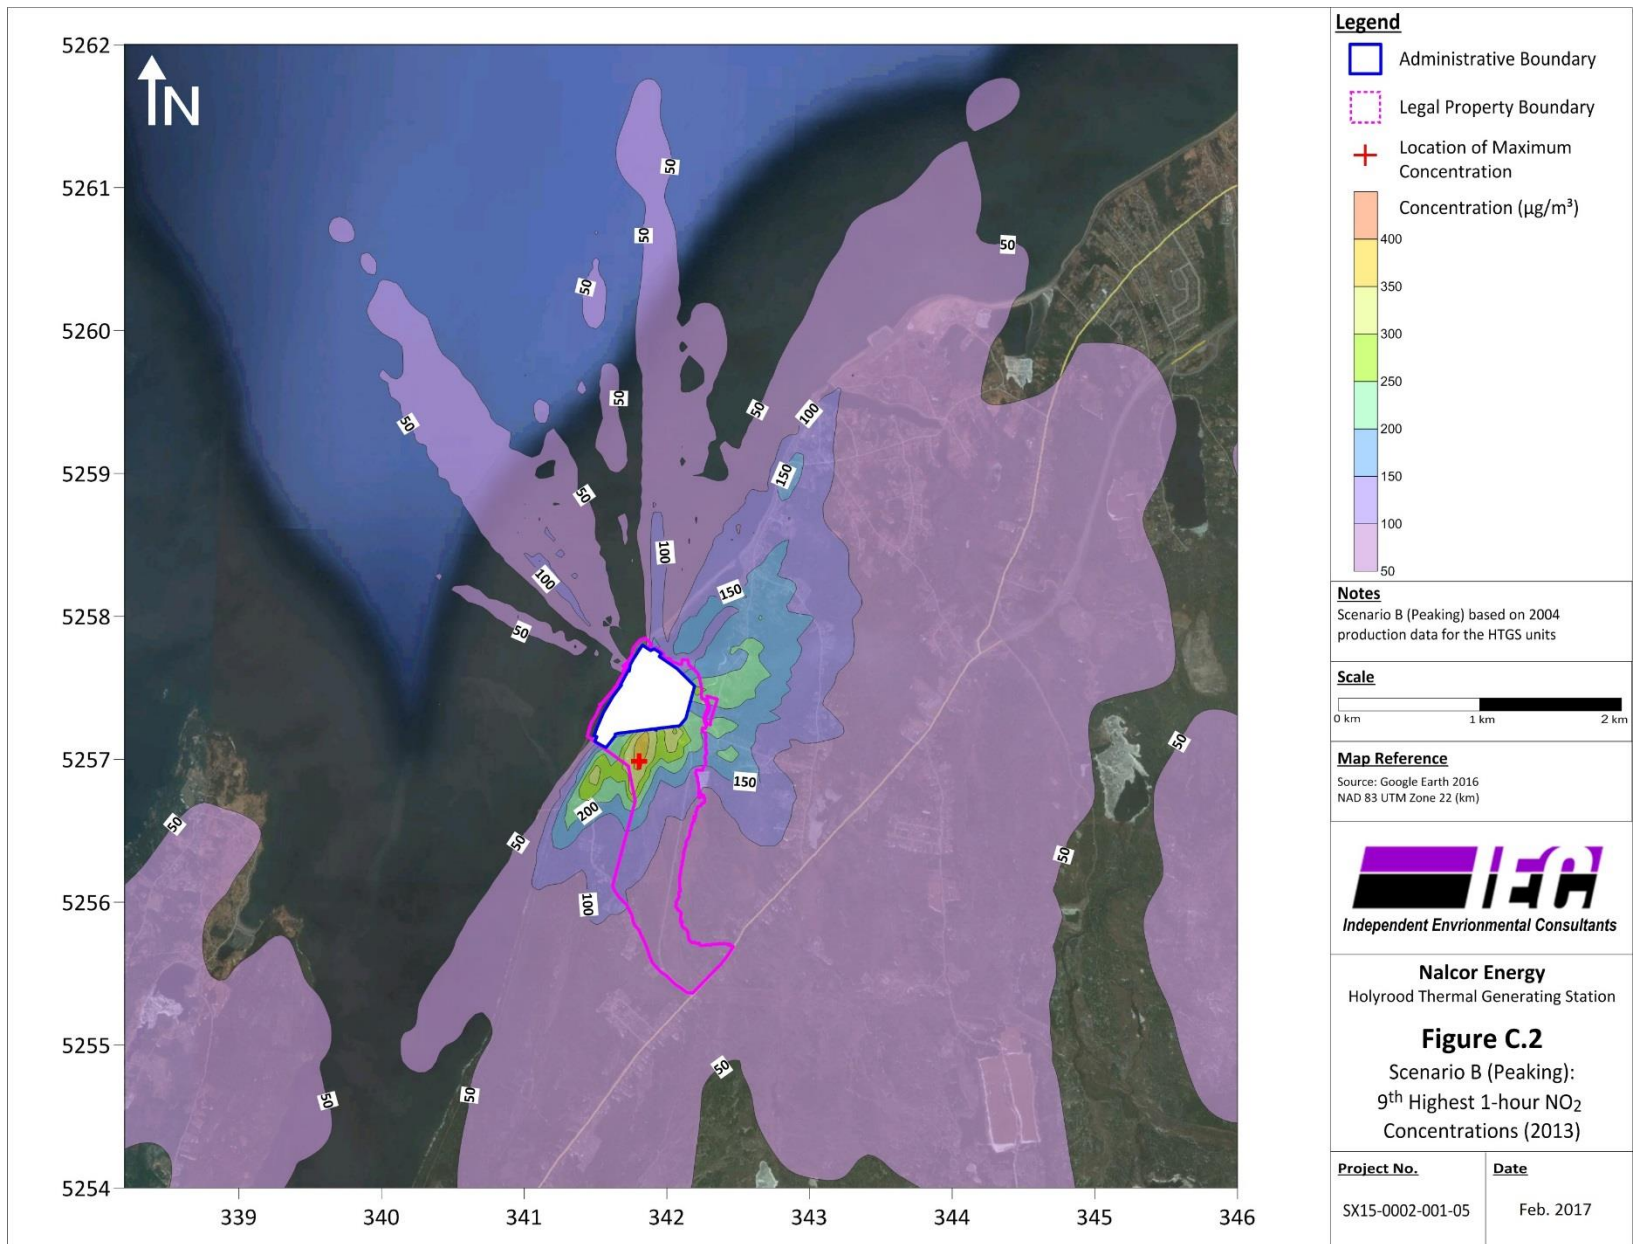 5262
5261
5260
5259
5258
5257
5256
5255
5254
339
340
341
342
343
344
345
346
N
50
50
50
50
50
50
50
50
100
150
50
100
100
150
50
150
200
50
50
100
50
50
50
50
50
Legend
Administrative Boundary
Legal Property Boundary
Location of Maximum
Concentration
Concentration (µg/m³)
400
350
300
250
200
150
100
50
Notes
Scenario B (Peaking) based on 2004
production data for the HTGS units
Scale
0 km 1 km 2 km
Map Reference
Source: Google Earth 2016
NAD 83 UTM Zone 22 (km)
IEC
Independent Envrionmental Consultants
Nalcor Energy
Holyrood Thermal Generating Station
Figure C.2
Scenario B (Peaking):
9th Highest 1-hour NO2
Concentrations (2013)
Project No.
SX15-0002-001-05
Date
Feb. 2017